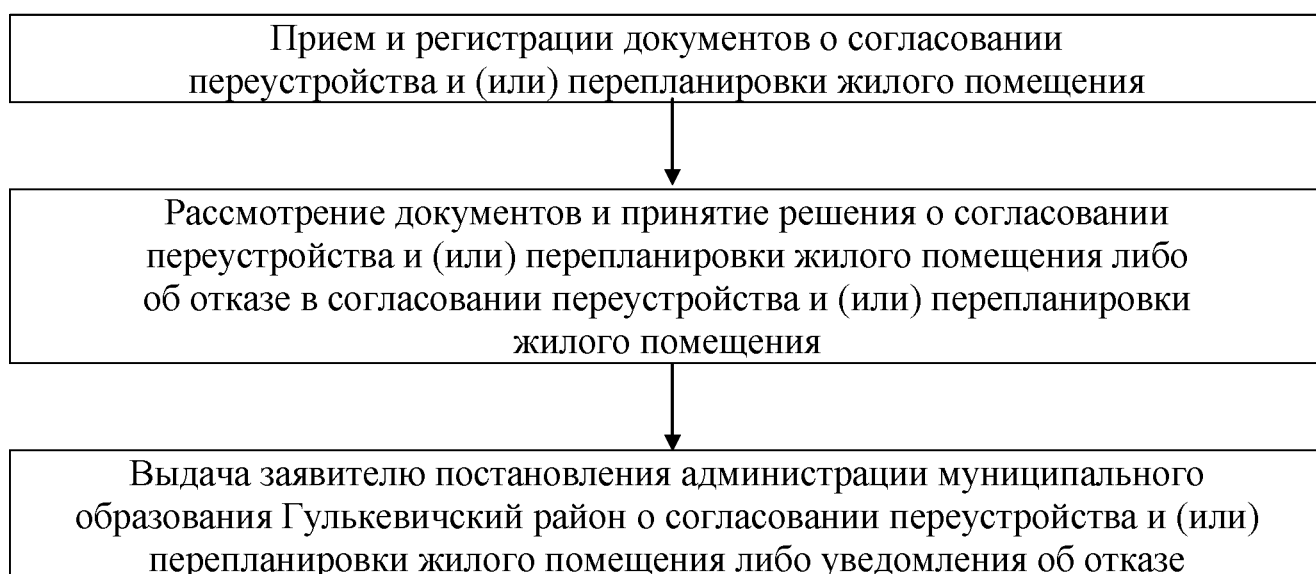 Прием и регистрации документов о согласовании
переустройства и (или) перепланировки жилого помещения
Рассмотрение документов и принятие решения о согласовании
переустройства и (или) перепланировки жилого помещения либо
об отказе в согласовании переустройства и (или) перепланировки
жилого помещения
Выдача заявителю постановления администрации муниципального
образования Гулькевичский район о согласовании переустройства и (или)
перепланировки жилого помещения либо уведомления об отказе